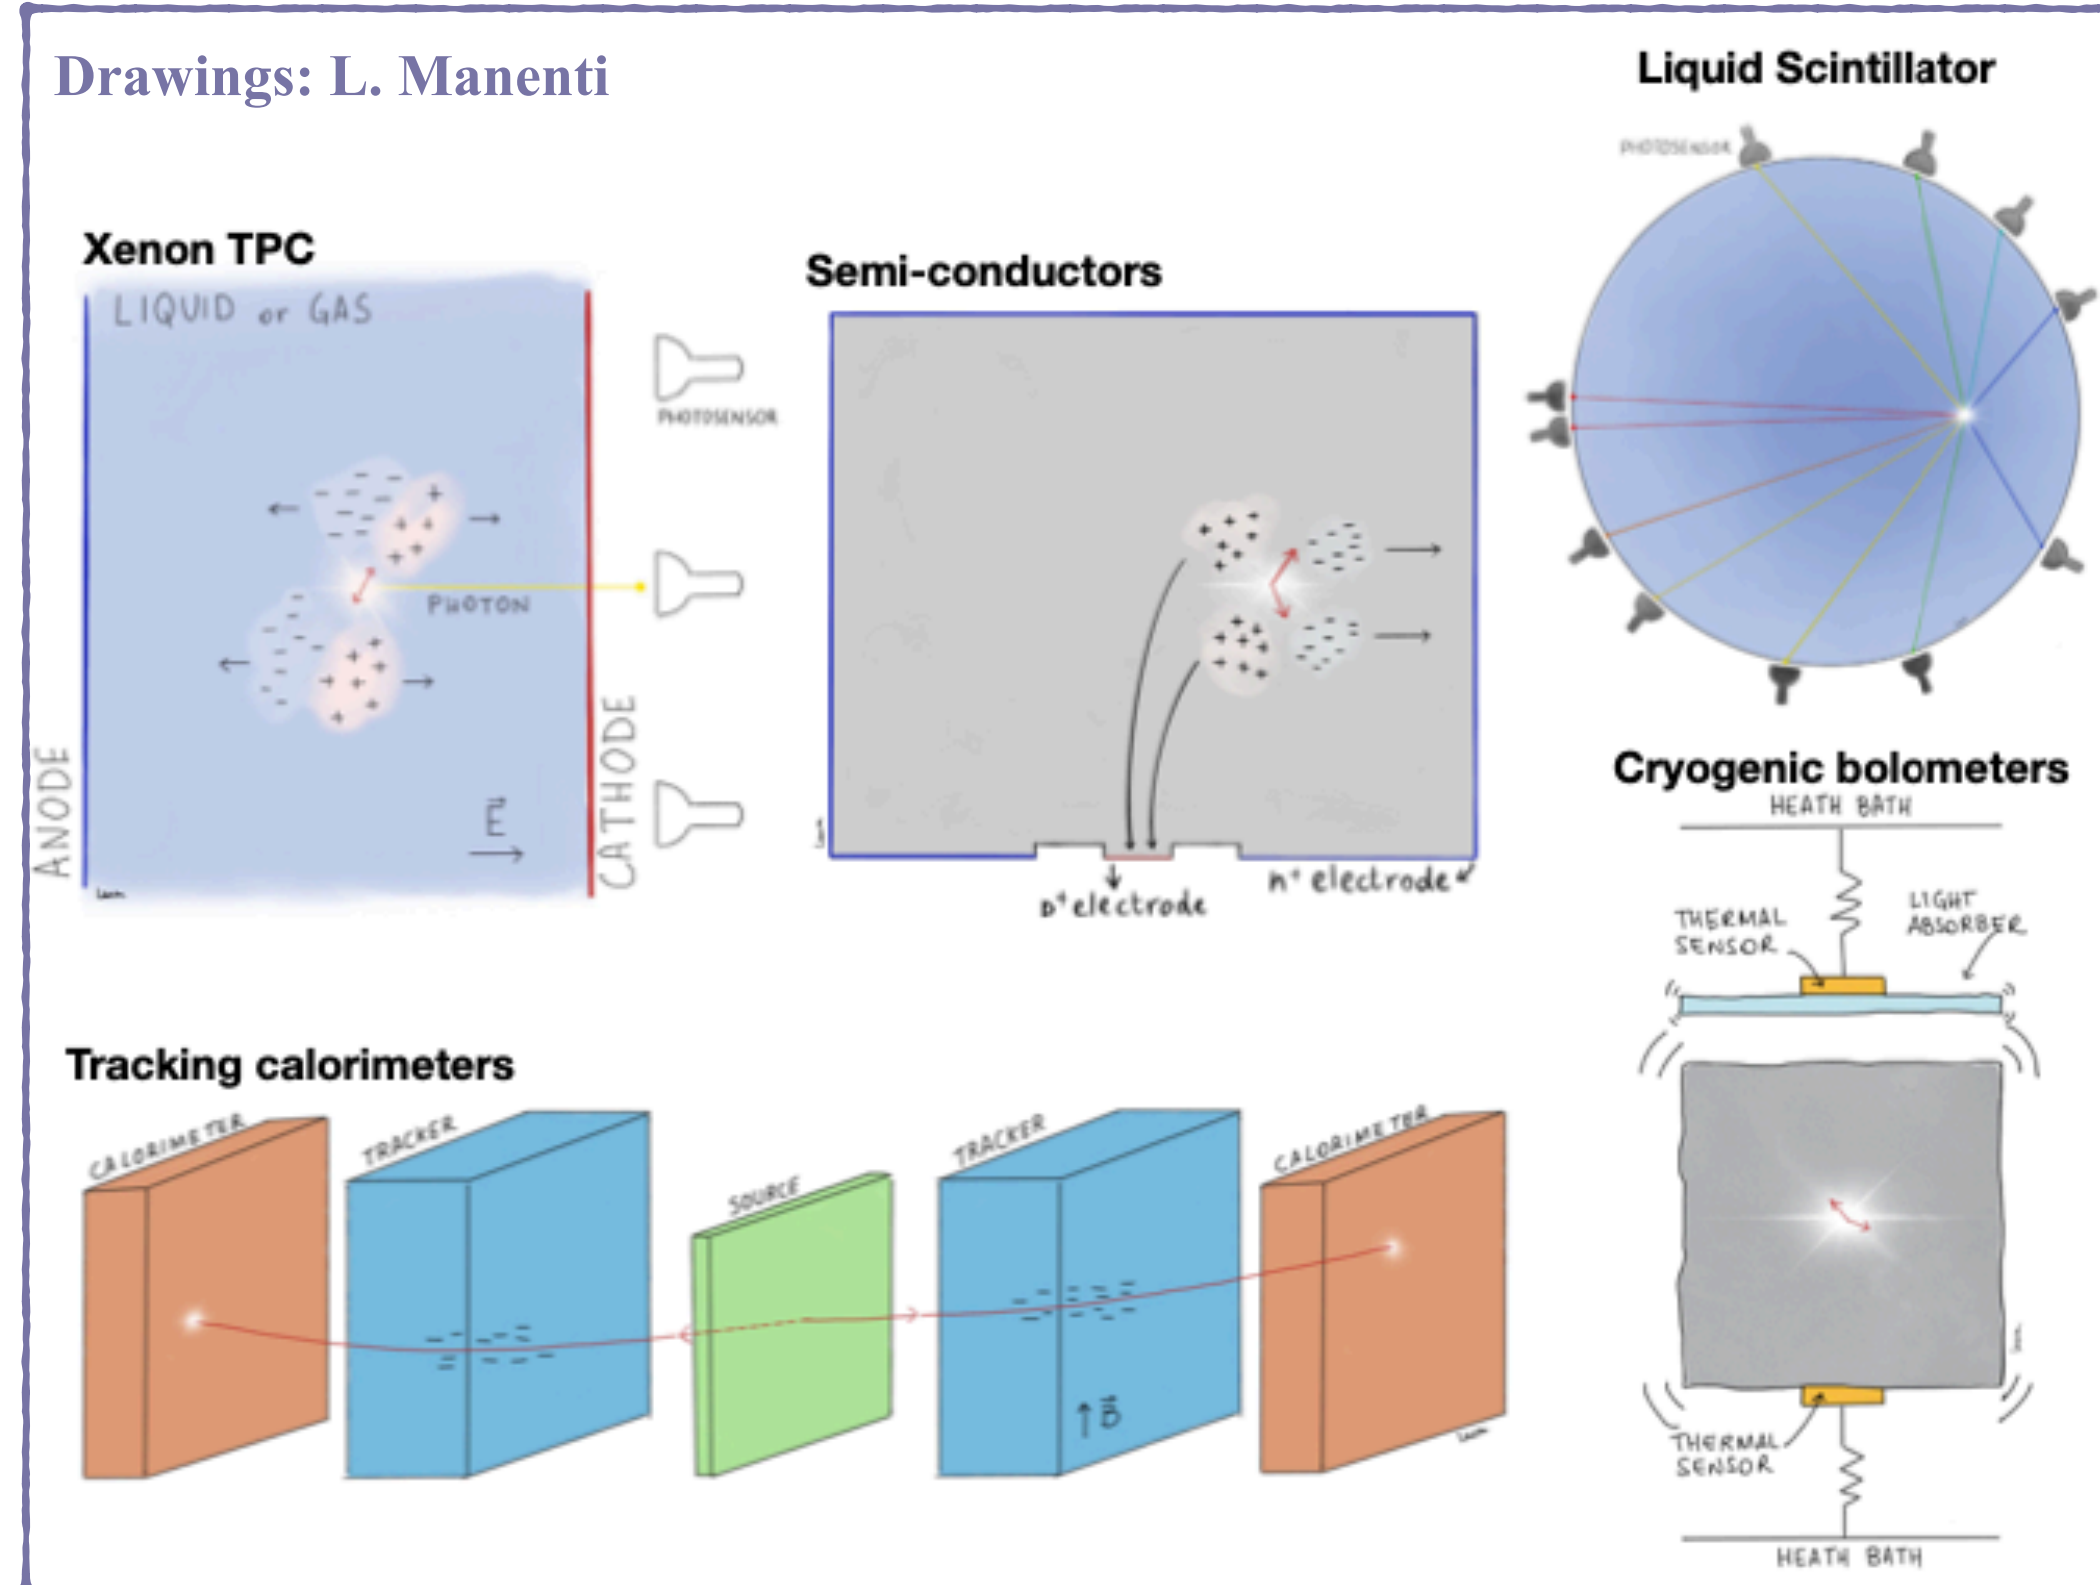 Drawings: L. Manenti
Liquid Scintillator
PHOTOSENSOR
Xenon TPC
LIQUID or GAS
PHOTOSENSOR
PHOTON
ANODE
CATHODE
E
Semi-conductors
p+ electrode
n+ electrode
Cryogenic bolometers
HEATH BATH
THERMAL
SENSOR
LIGHT
ABSORBER
THERMAL
SENSOR
HEATH BATH
Tracking calorimeters
CALORIMETER
TRACKER
SOURCE
TRACKER
CALORIMETER
B